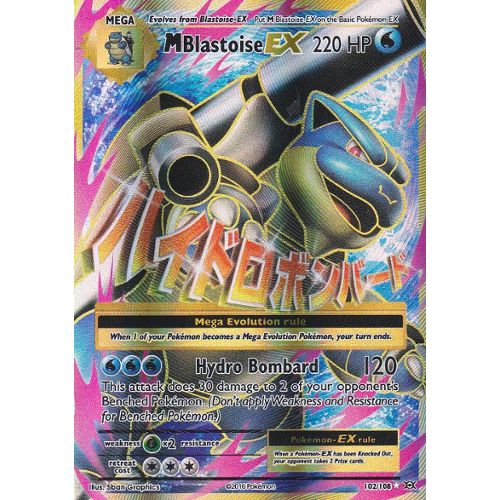 MEGA
Evolves from Blastoise-EX Put M Blastoise-EX on the Basic Pokémon-EX
MBlastoise EX 220 HP
ハイドロボンバード
Mega Evolution rule
When 1 of your Pokémon becomes a Mega Evolution Pokémon, your turn ends.
Hydro Bombard 120
This attack does 30 damage to 2 of your opponent's
Benched Pokémon. (Don't apply Weakness and Resistance
for Benched Pokémon.)
weakness ×2 resistance
retreat cost
Pokémon-EX rule
When a Pokémon-EX has been Knocked Out, your opponent takes 2 Prize cards.
Illus. 5ban Graphics ©2016 Pokémon 102/108